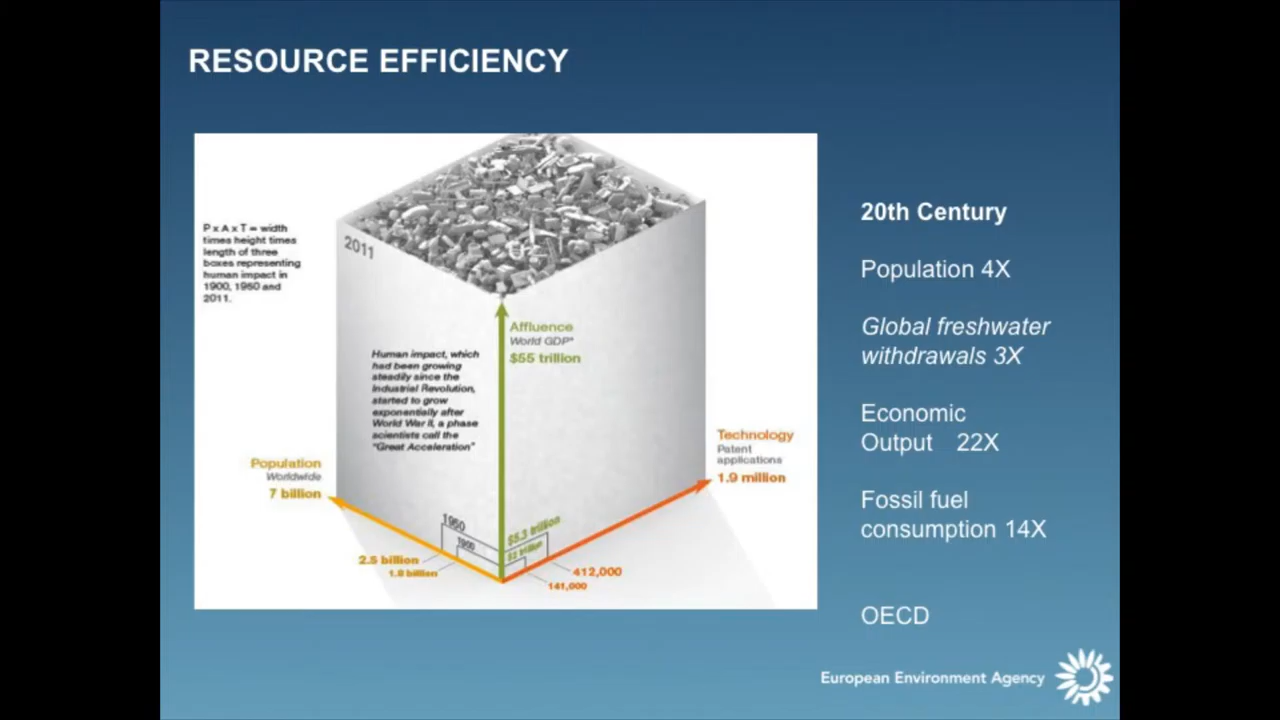 RESOURCE EFFICIENCY
P x A x T = width
times height times
length of three
boxes representing
human impact in
1900, 1950 and
2011.
2011
Affluence
World GDP*
$55 trillion
Human impact, which
had been growing
steadily since the
Industrial Revolution,
started to grow
exponentially after
World War II, a phase
scientists call the
"Great Acceleration"
Technology
Patent
applications
1.9 million
Population
Worldwide
7 billion
1950
1900
$5.3 trillion
$2 trillion
2.5 billion
1.8 billion
412,000
141,000
20th Century
Population 4X
Global freshwater
withdrawals 3X
Economic
Output 22X
Fossil fuel
consumption 14X
OECD
European Environment Agency